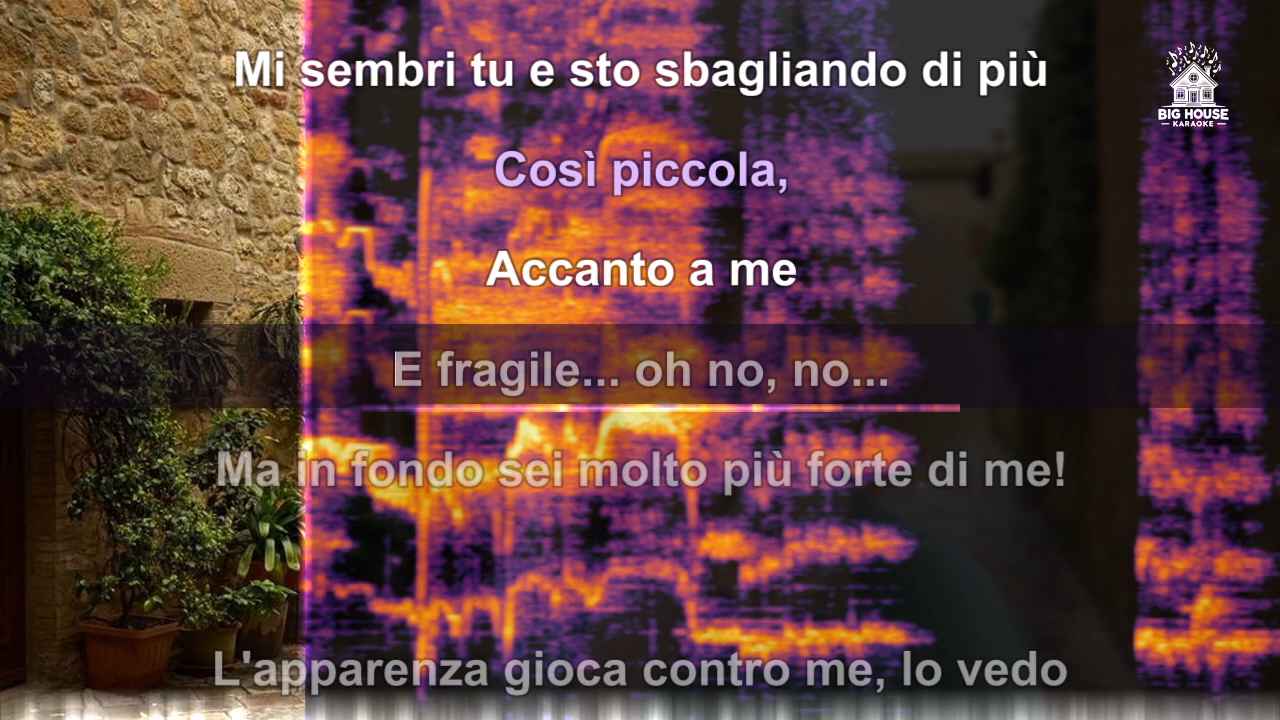 Mi sembri tu e sto sbagliando di più
BIG HOUSE
KARAOKE
Così piccola,
Accanto a me
E fragile... oh no, no...
Ma in fondo sei molto più forte di me!
L'apparenza gioca contro me, lo vedo